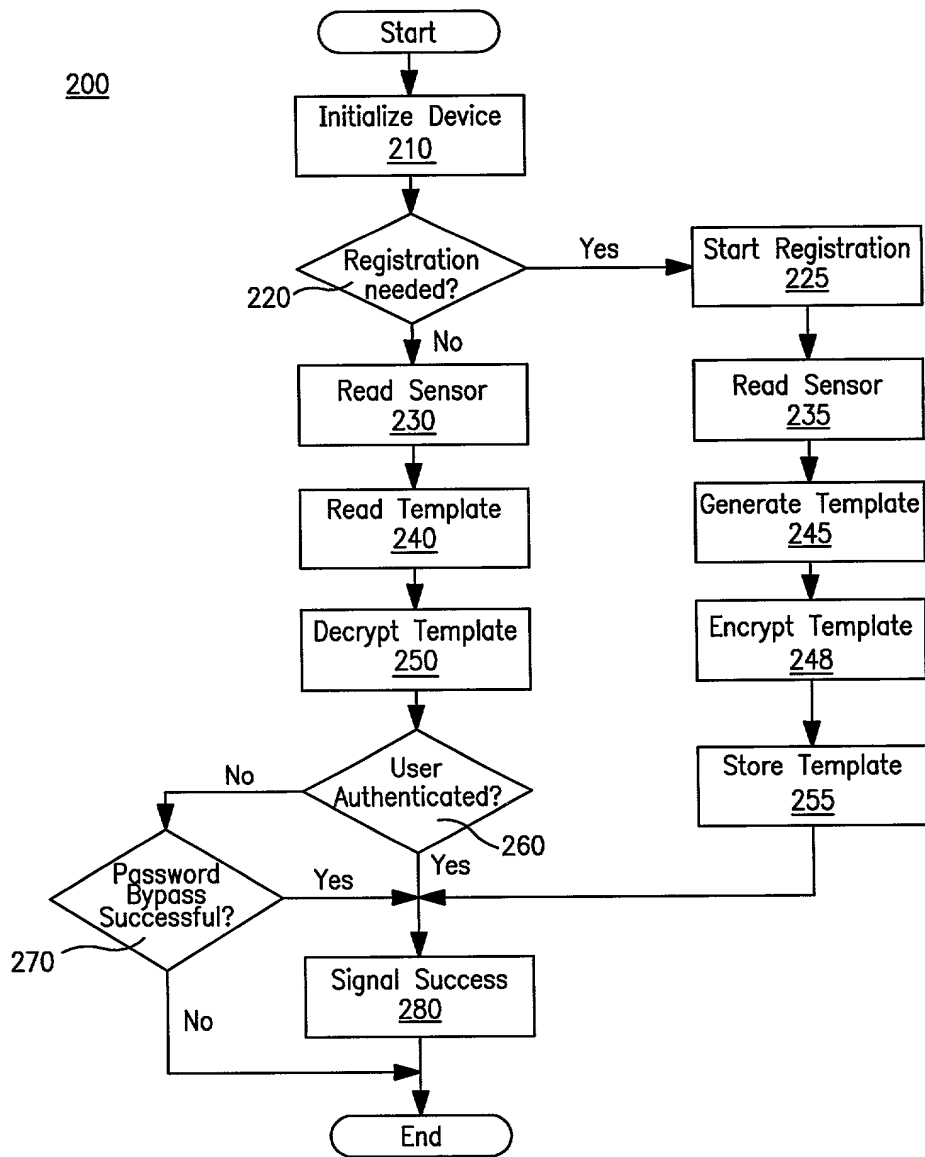 Start
200
Initialize Device
210
Registration
needed?
220
Yes
Start Registration
225
No
Read Sensor
230
Read Sensor
235
Read Template
240
Generate Template
245
Decrypt Template
250
Encrypt Template
248
User
Authenticated?
260
No
Yes
Store Template
255
Password
Bypass
Successful?
270
Yes
No
Signal Success
280
End